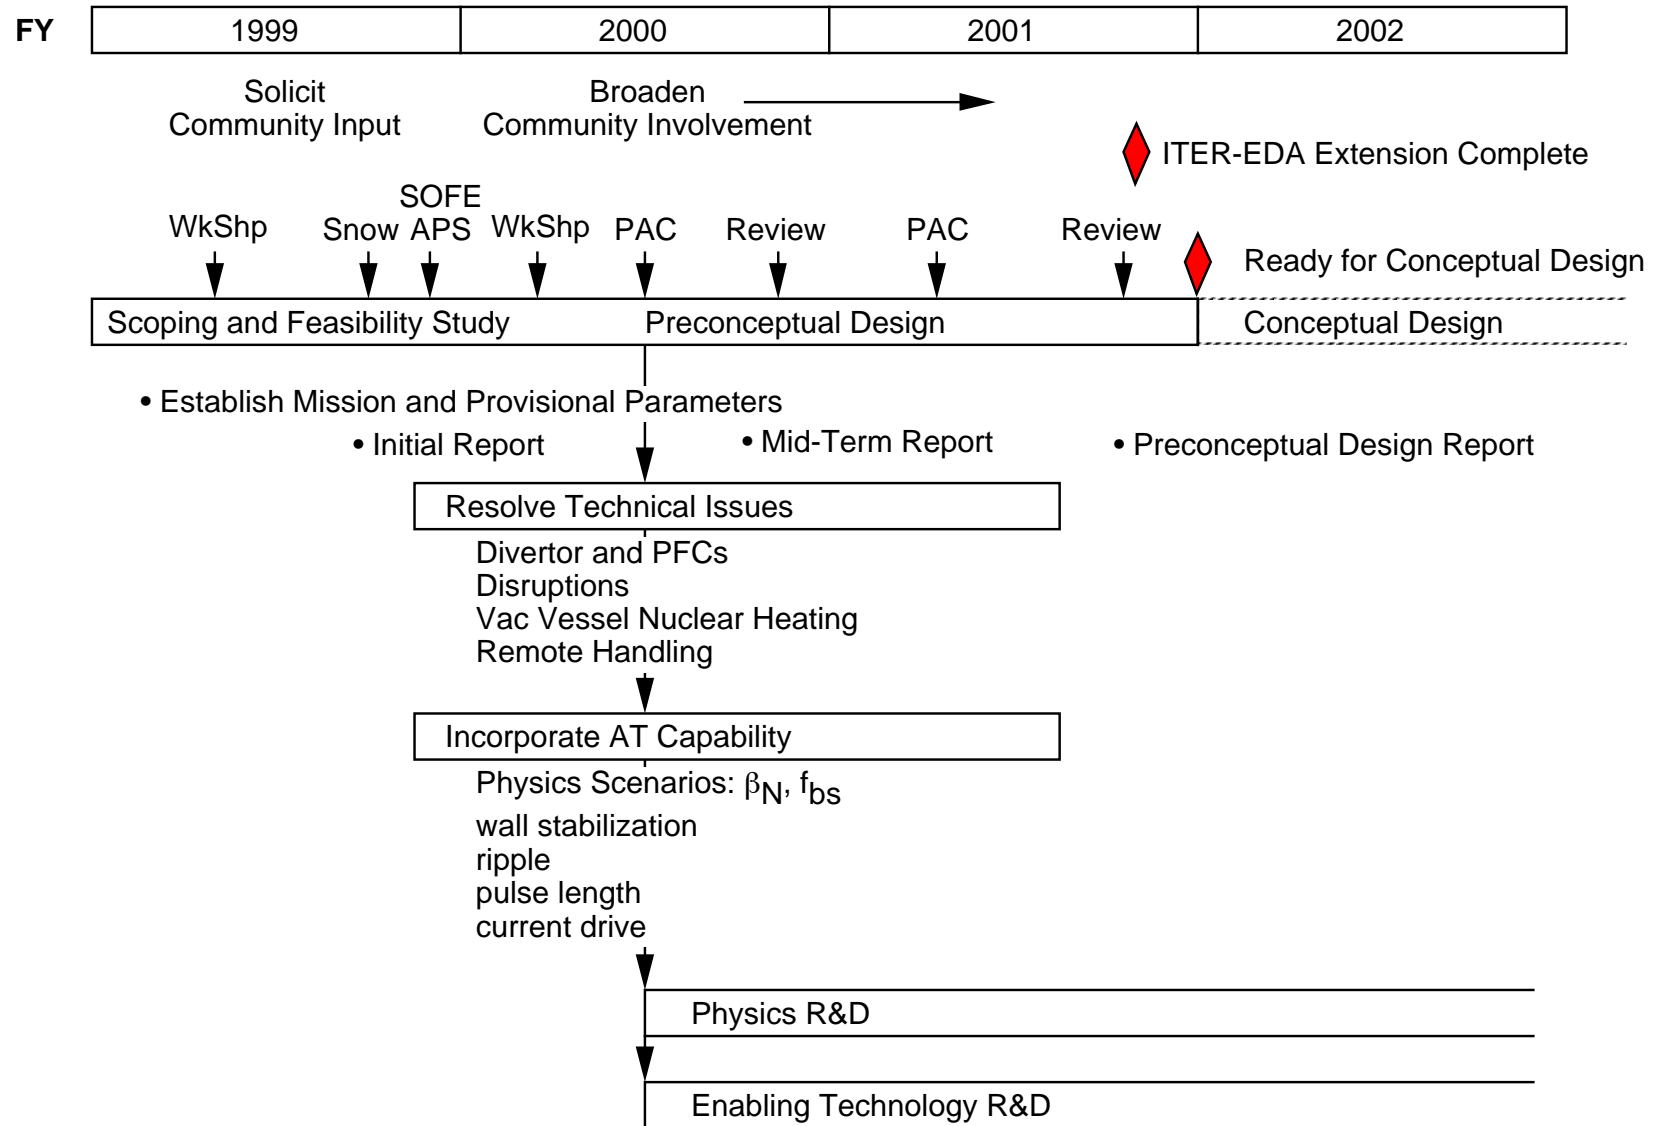 FY 1999 2000 2001 2002
Solicit
Community Input
Broaden
Community Involvement
ITER-EDA Extension Complete
SOFE
WkShp Snow APS WkShp PAC Review PAC Review
Ready for Conceptual Design
Scoping and Feasibility Study Preconceptual Design Conceptual Design
• Establish Mission and Provisional Parameters
• Initial Report • Mid-Term Report • Preconceptual Design Report
Resolve Technical Issues
Divertor and PFCs
Disruptions
Vac Vessel Nuclear Heating
Remote Handling
Incorporate AT Capability
Physics Scenarios: βN, fbs
wall stabilization
ripple
pulse length
current drive
Physics R&D
Enabling Technology R&D